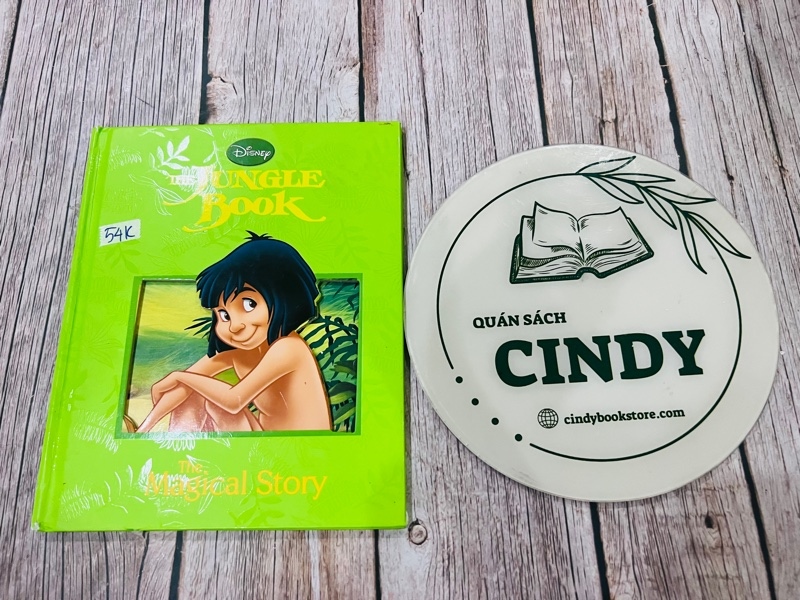 Disney
THE JUNGLE
BOOK
54K
The
Magical Story
QUÁN SÁCH
CINDY
cindybookstore.com